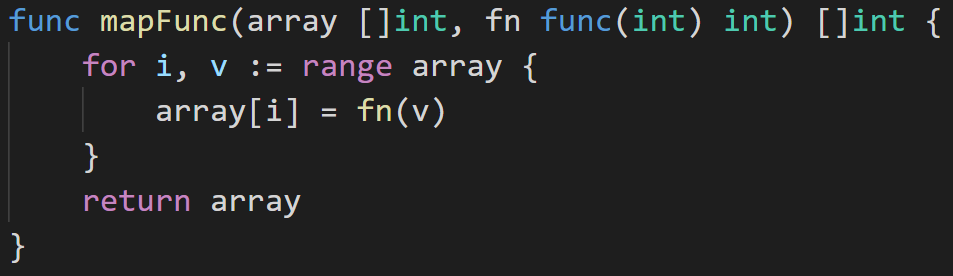 func mapFunc(array []int, fn func(int) int) []int {
    for i, v := range array {
        array[i] = fn(v)
    }
    return array
}